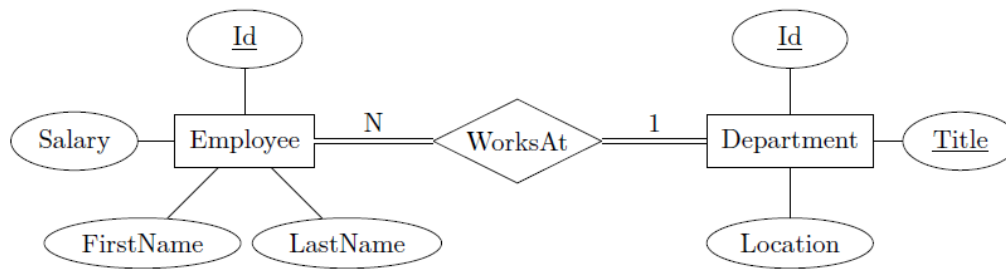 Id
Id
Salary
Employee
N
WorksAt
1
Department
Title
FirstName
LastName
Location